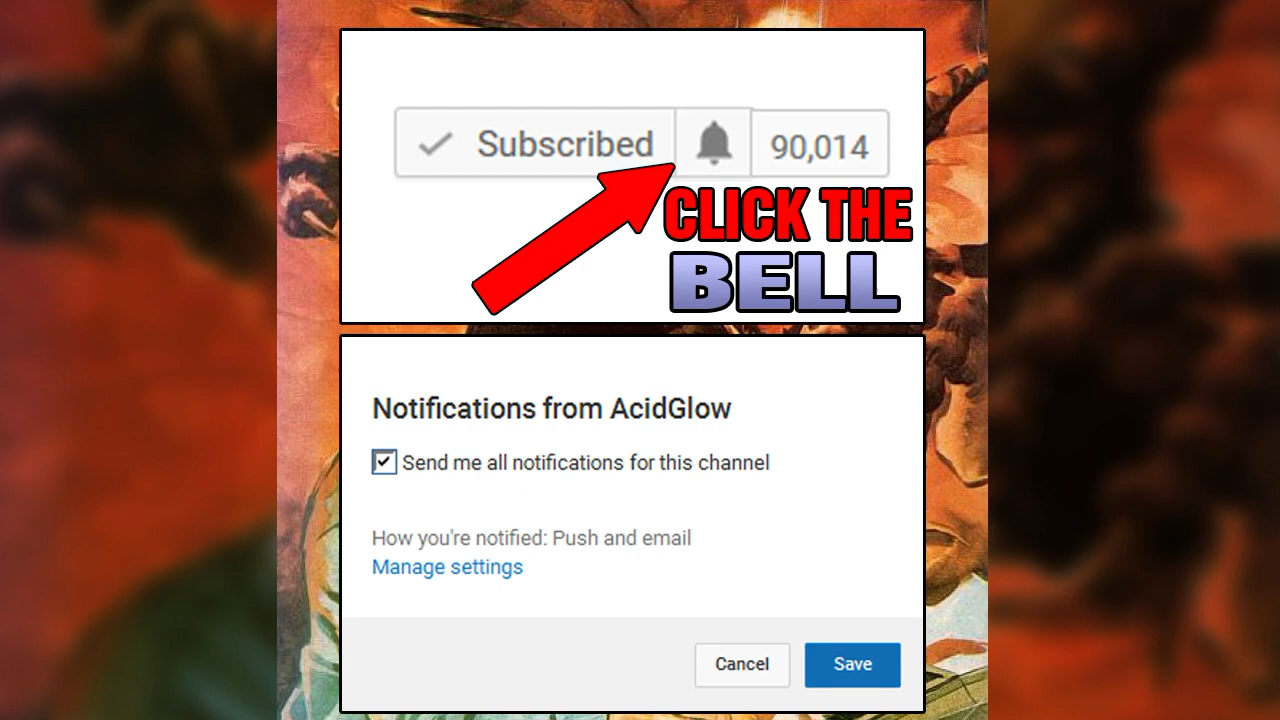 Subscribed 90,014
CLICK THE
BELL
Notifications from AcidGlow
Send me all notifications for this channel
How you're notified: Push and email
Manage settings
Cancel Save